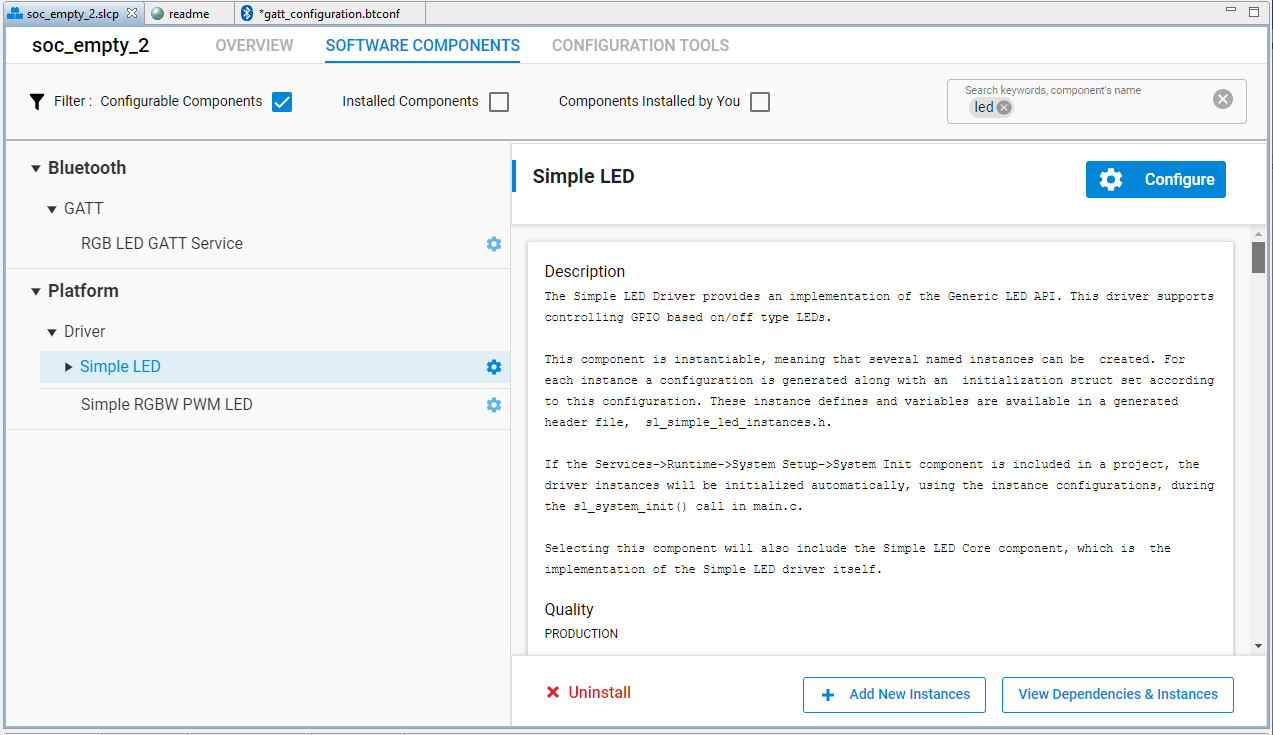 soc_empty_2.slcp
readme
*gatt_configuration.btconf
soc_empty_2
OVERVIEW
SOFTWARE COMPONENTS
CONFIGURATION TOOLS
Filter :
Configurable Components
Installed Components
Components Installed by You
Search keywords, component's name
led
Bluetooth
GATT
RGB LED GATT Service
Platform
Driver
Simple LED
Simple RGBW PWM LED
Simple LED
Configure
Description
The Simple LED Driver provides an implementation of the Generic LED API. This driver supports
controlling GPIO based on/off type LEDs.
This component is instantiable, meaning that several named instances can be  created. For
each instance a configuration is generated along with an  initialization struct set according
to this configuration. These instance defines and variables are available in a generated
header file,  sl_simple_led_instances.h.
If the Services->Runtime->System Setup->System Init component is included in a project, the
driver instances will be initialized automatically, using the instance configurations, during
the sl_system_init() call in main.c.
Selecting this component will also include the Simple LED Core component, which is  the
implementation of the Simple LED driver itself.
Quality
PRODUCTION
Uninstall
Add New Instances
View Dependencies & Instances